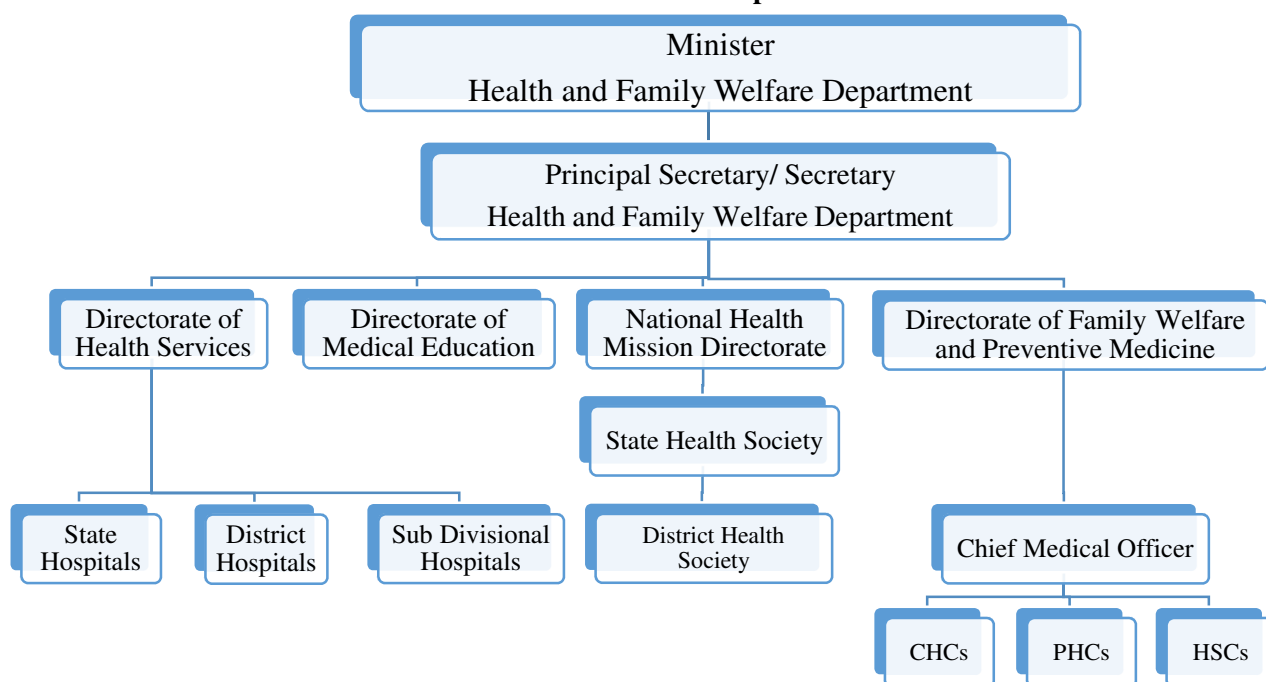 Minister
Health and Family Welfare Department
Principal Secretary/ Secretary
Health and Family Welfare Department
Directorate of
Health Services
Directorate of
Medical Education
National Health
Mission Directorate
Directorate of Family Welfare
and Preventive Medicine
State Health Society
State
Hospitals
District
Hospitals
Sub Divisional
Hospitals
District Health
Society
Chief Medical Officer
CHCs
PHCs
HSCs